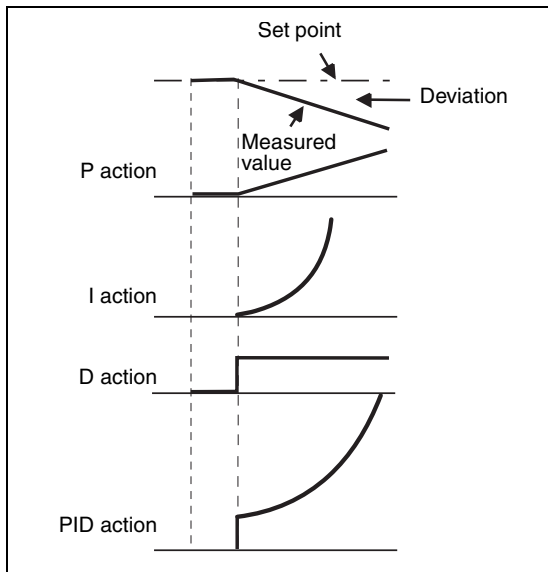 Set point
Deviation
Measured
value
P action
I action
D action
PID action